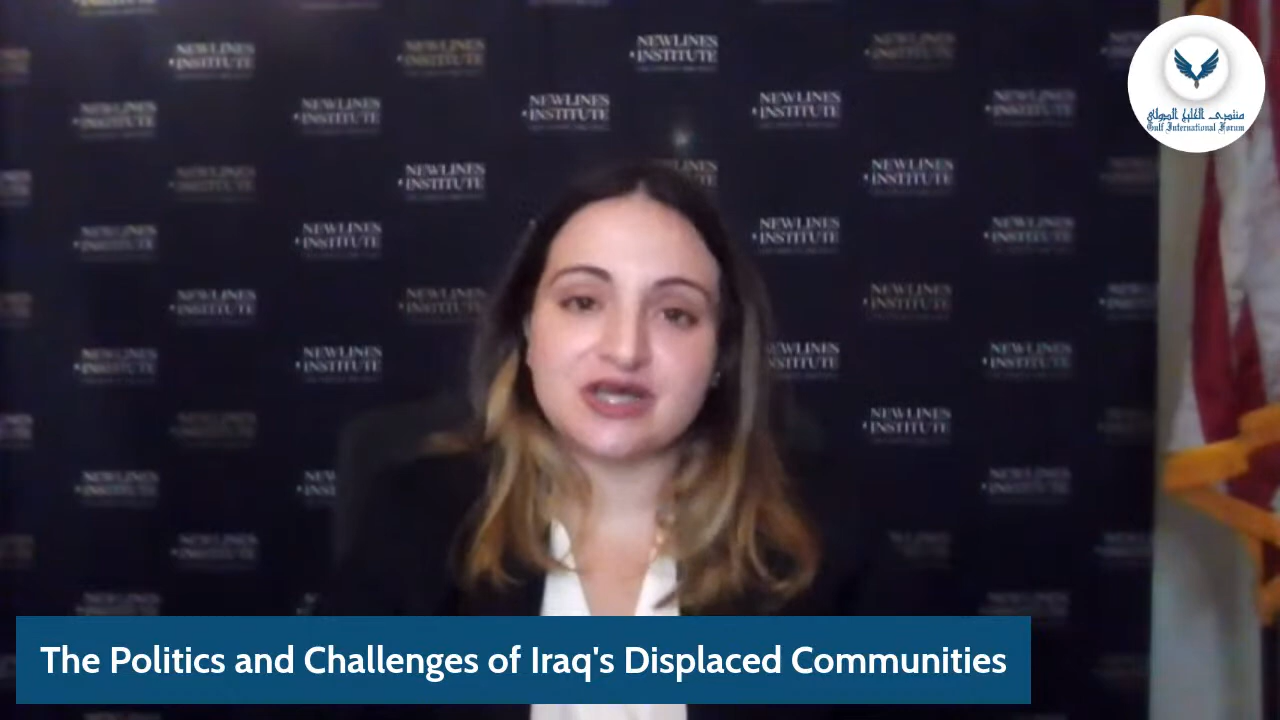 NEWLINES
INSTITUTE
منتدى الخليج الدولي
Gulf International Forum
The Politics and Challenges of Iraq's Displaced Communities